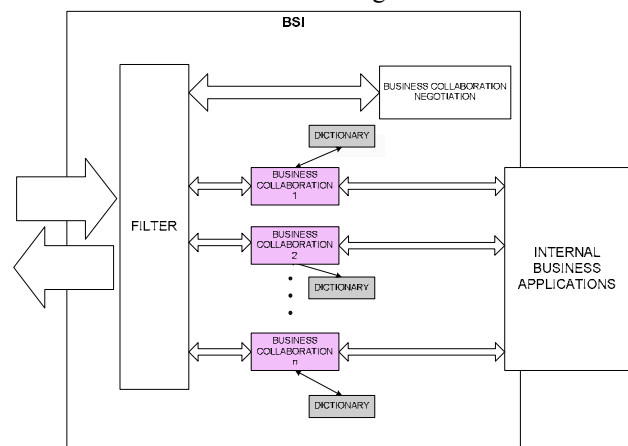 BSI
BUSINESS COLLABORATION
NEGOTIATION
DICTIONARY
BUSINESS
COLLABORATION
1
FILTER
BUSINESS
COLLABORATION
2
DICTIONARY
INTERNAL
BUSINESS
APPLICATIONS
BUSINESS
COLLABORATION
n
DICTIONARY